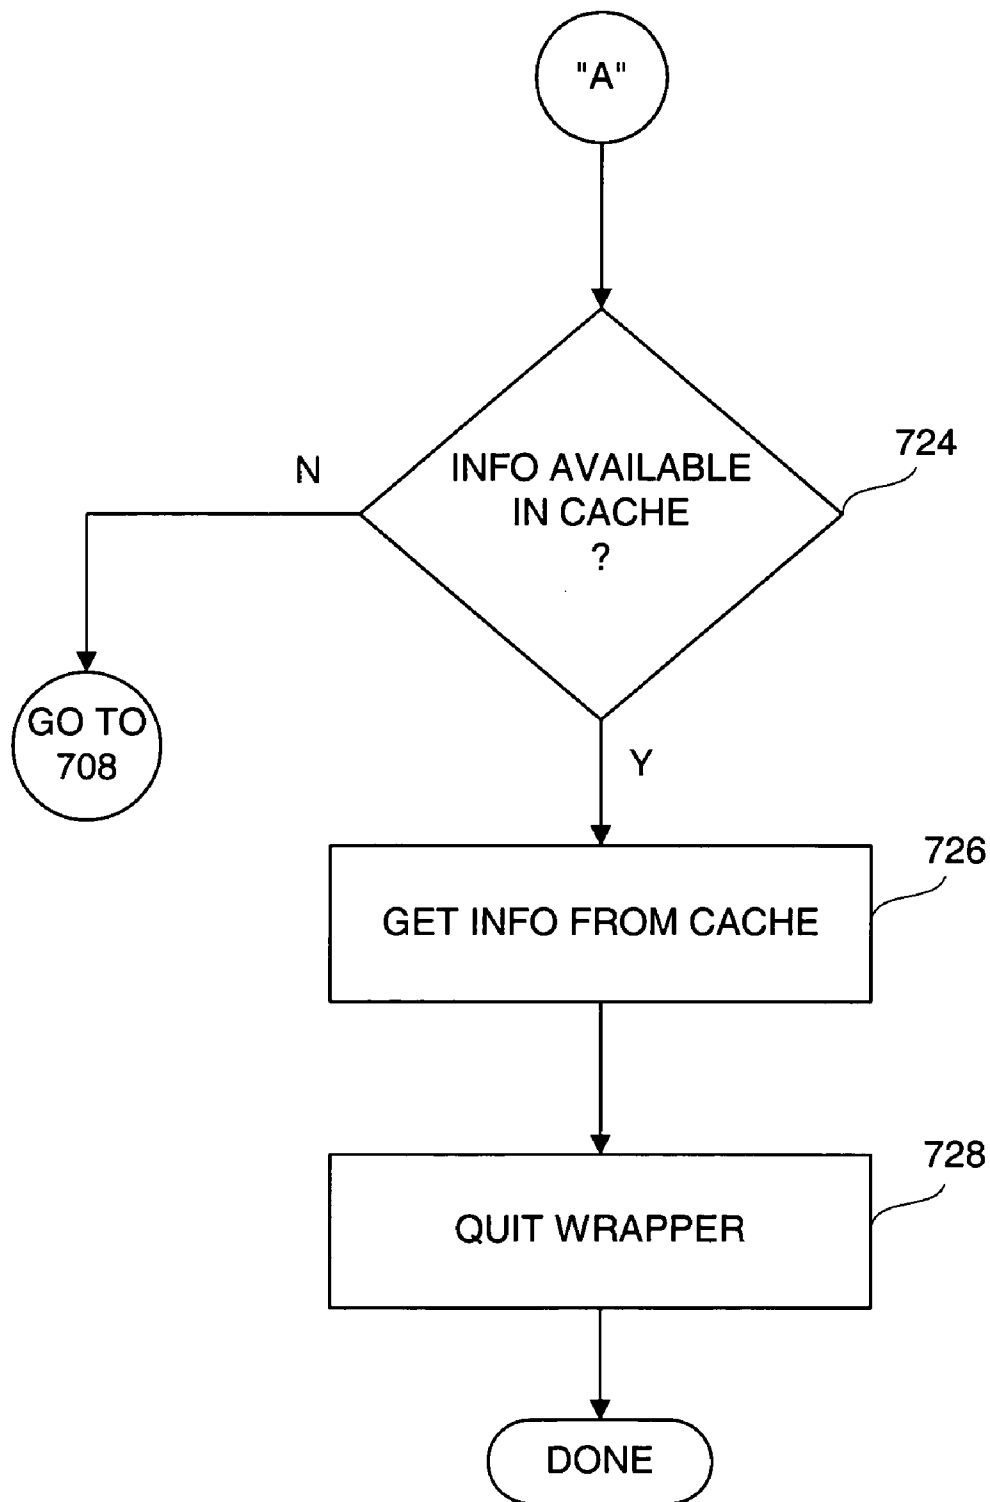 "A"
724
N
INFO AVAILABLE
IN CACHE
?
GO TO
708
Y
726
GET INFO FROM CACHE
728
QUIT WRAPPER
DONE